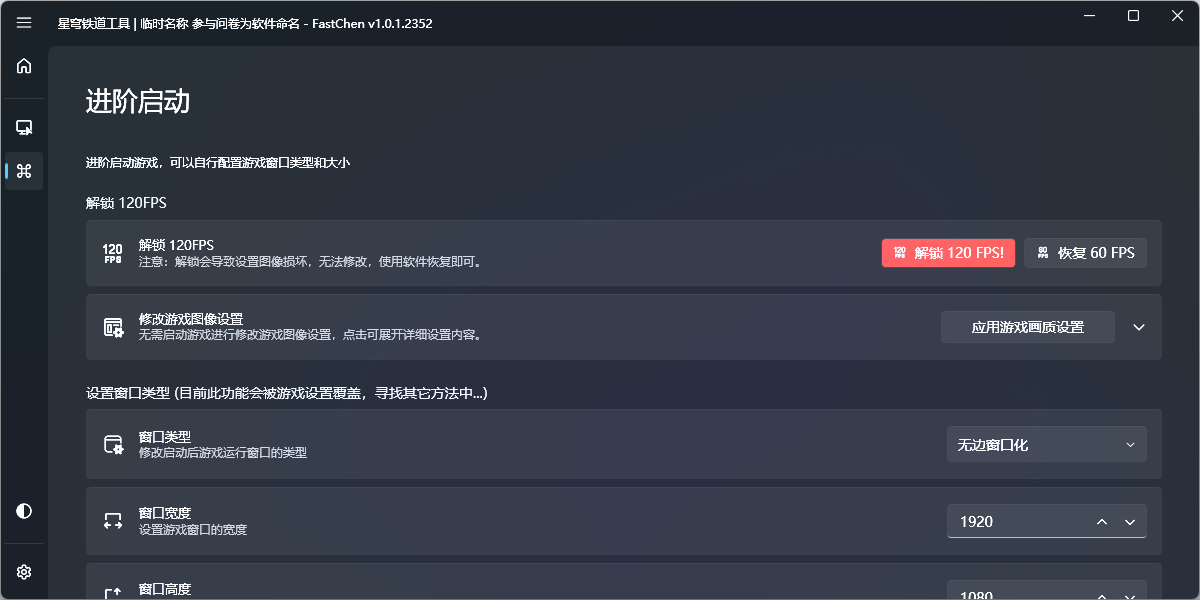 星穹铁道工具 | 临时名称 参与问卷为软件命名 - FastChen v1.0.1.2352
进阶启动
进阶启动游戏，可以自行配置游戏窗口类型和大小
解锁 120FPS
120
FPS
解锁 120FPS
注意：解锁会导致设置图像损坏，无法修改，使用软件恢复即可。
120
FPS
解锁 120 FPS!
60
FPS
恢复 60 FPS
修改游戏图像设置
无需启动游戏进行修改游戏图像设置，点击可展开详细设置内容。
应用游戏画质设置
设置窗口类型 (目前此功能会被游戏设置覆盖，寻找其它方法中...)
窗口类型
修改启动后游戏运行窗口的类型
无边窗口化
窗口宽度
设置游戏窗口的宽度
1920
窗口高度
1080